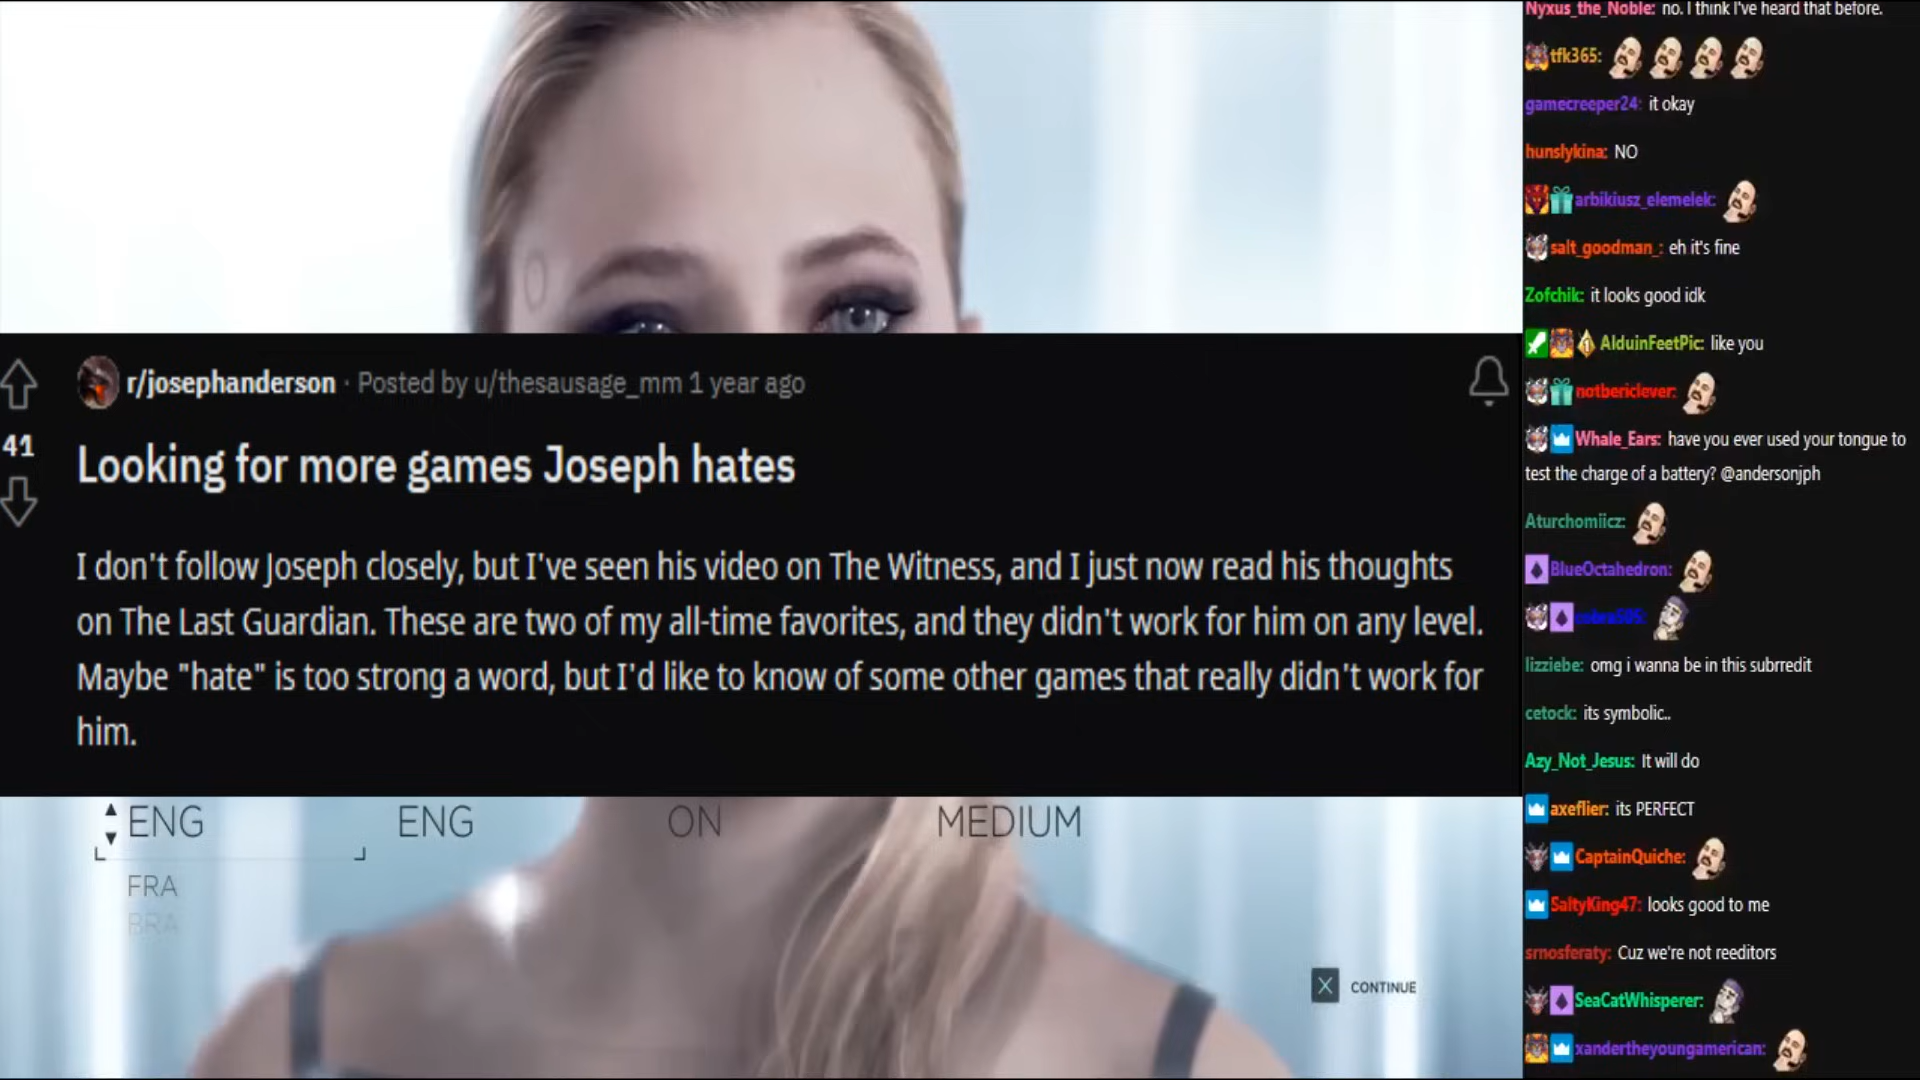 r/josephanderson · Posted by u/thesausage_mm 1 year ago
41
Looking for more games Joseph hates
I don't follow Joseph closely, but I've seen his video on The Witness, and I just now read his thoughts
on The Last Guardian. These are two of my all-time favorites, and they didn't work for him on any level.
Maybe "hate" is too strong a word, but I'd like to know of some other games that really didn't work for
him.
ENG ENG ON MEDIUM
FRA
BRA
X CONTINUE
Nyxus_the_Noble: no. I think I've heard that before.
tfk365:
gamecreeper24: it okay
hunslykina: NO
arbikiusz_elemelek:
salt_goodman_: eh it's fine
Zofchik: it looks good idk
AlduinFeetPic: like you
notbericlever:
Whale_Ears: have you ever used your tongue to
test the charge of a battery? @andersonjph
Aturchomiicz:
BlueOctahedron:
lizziebe: omg i wanna be in this subrredit
cetock: its symbolic..
Azy_Not_Jesus: It will do
axeflier: its PERFECT
CaptainQuiche:
SaltyKing47: looks good to me
srnosferaty: Cuz we're not reeditors
SeaCatWhisperer:
xandertheyoungamerican: